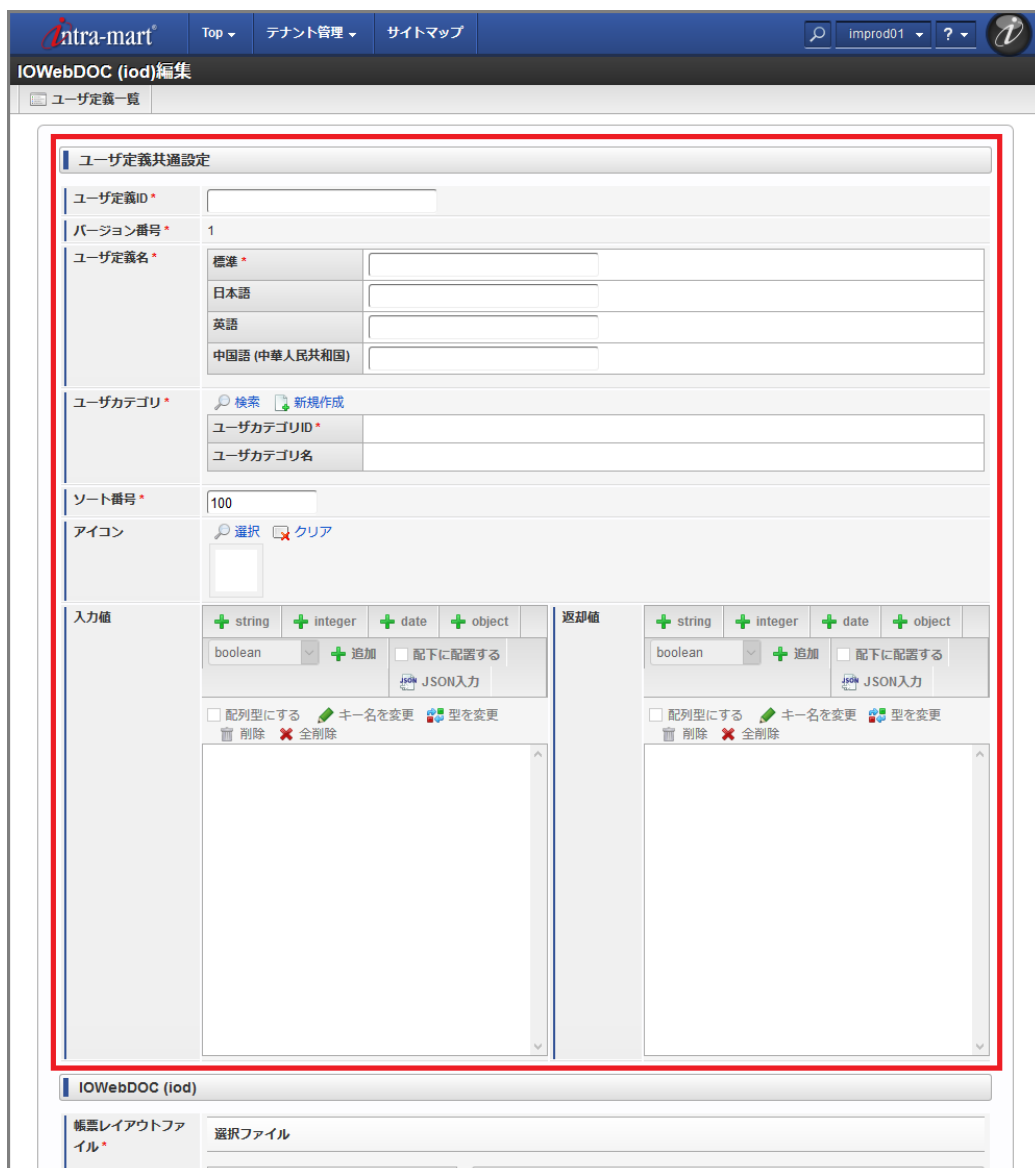 intra-mart® Top テナント管理 サイトマップ improd01 ?
IOWebDOC (iod)編集
ユーザ定義一覧
ユーザ定義共通設定
ユーザ定義ID *
バージョン番号 * 1
ユーザ定義名 * 標準 *
日本語
英語
中国語 (中華人民共和国)
ユーザカテゴリ * 検索 新規作成
ユーザカテゴリID *
ユーザカテゴリ名
ソート番号 * 100
アイコン 選択 クリア
入力値 string integer date object
boolean 追加 配下に配置する
JSON JSON入力
配列型にする キー名を変更 型を変更
削除 全削除
返却値 string integer date object
boolean 追加 配下に配置する
JSON JSON入力
配列型にする キー名を変更 型を変更
削除 全削除
IOWebDOC (iod)
帳票レイアウトファ
イル * 選択ファイル